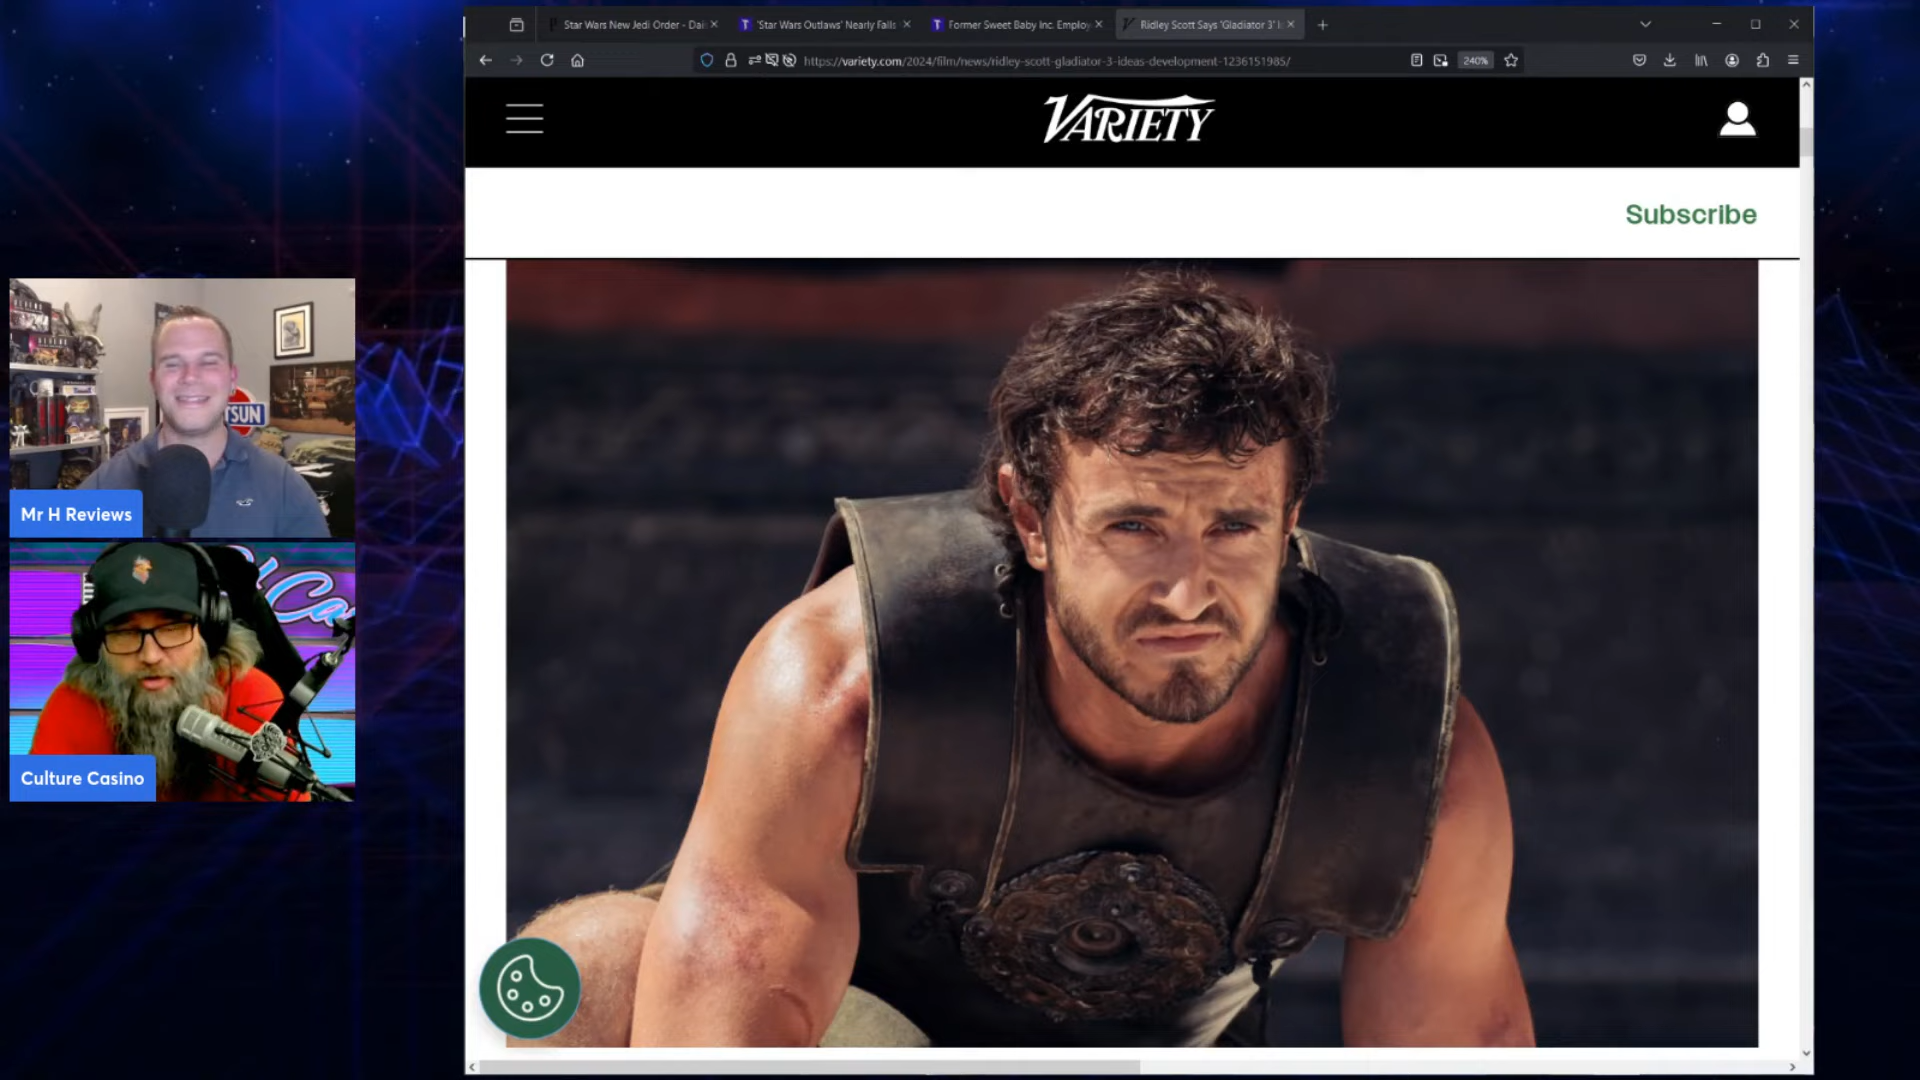 Star Wars New Jedi Order - Dai
'Star Wars Outlaws' Nearly Falls
Former Sweet Baby Inc. Employ
Ridley Scott Says 'Gladiator 3' I
https://variety.com/2024/film/news/ridley-scott-gladiator-3-ideas-development-1236151985/
240%
VARIETY
Subscribe
TSUN
Mr H Reviews
Culture Casino